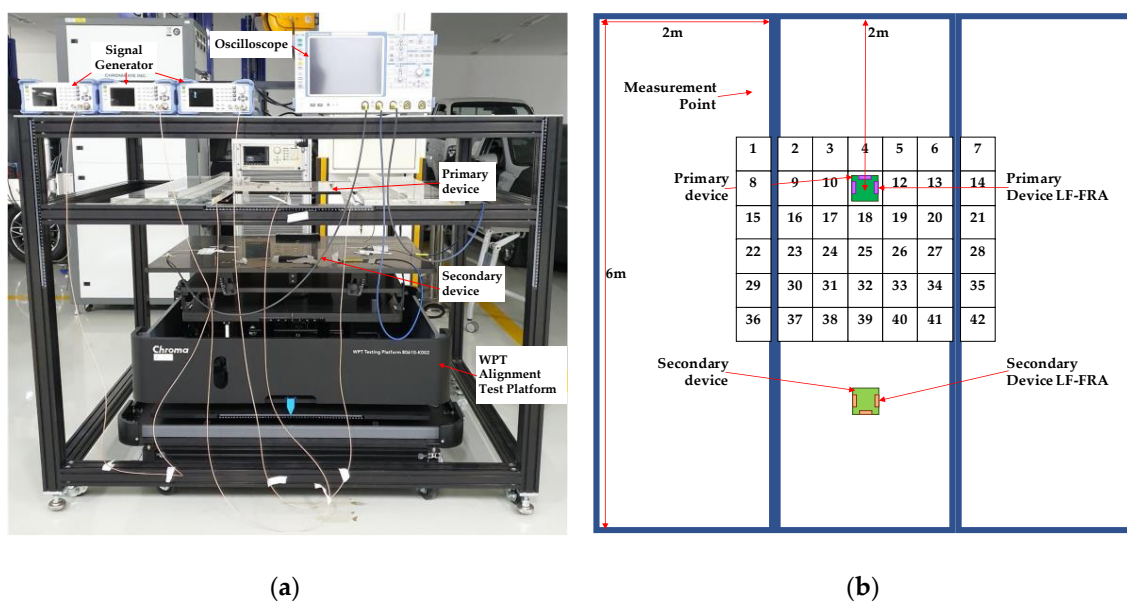 Signal
Generator
Oscilloscope
Primary
device
Secondary
device
Chroma
WPT Testing Platform
WPT
Alignment
Test Platform
(a)
2m
2m
Measurement
Point
1 2 3 4 5 6 7
Primary
device
8 9 10 12 13 14
Primary
Device LF-FRA
15 16 17 18 19 20 21
22 23 24 25 26 27 28
6m
29 30 31 32 33 34 35
36 37 38 39 40 41 42
Secondary
device
Secondary
Device LF-FRA
(b)